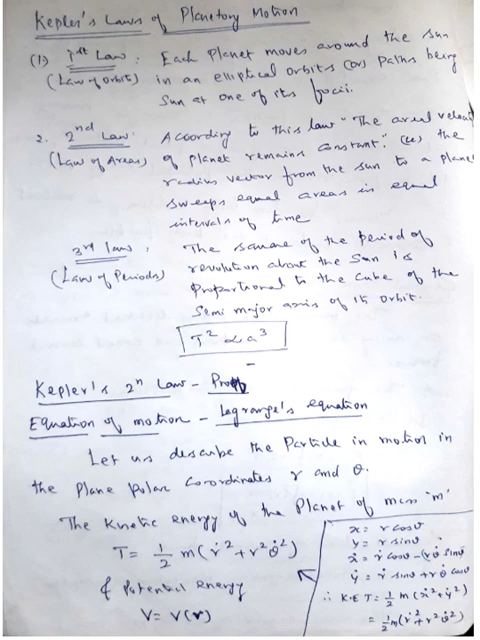 Kepler's Laws of Planetory Motion
(1) 1st Law : Each Planet moves around the Sun
(Law of Orbits) in an elliptical orbits (or) paths being
Sun at one of its focii.
2. 2nd Law According to this law "The areal veloci
(Law of Areas) of planet remains constant." (ie) the
radius vector from the sun to a plane
sweeps equal areas in equal
intervals of time
3rd law, The square of the period of
(Law of Periods) revolution about the Sun is
proportional to the cube of the
Semi major axis of its orbit.
T² ∝ a³
Kepler's 2n Law - Proof
Equation of motion - Legrange's equation
Let us describe the Particle in motion in
the Plane Polar Coordinates r and θ.
The Kinetic energy of the Planet of mass 'm'
T = 1/2 m(ṙ² + r²θ̇²)
& Potential energy
V = V(r)
x = r cosθ
y = r sinθ
ẋ = ṙ cosθ - (rθ̇ sinθ
ẏ = ṙ sinθ + rθ̇ cosθ
∴ K.E T = 1/2 m (ẋ² + ẏ²)
= 1/2 m(ṙ² + r²θ̇²)